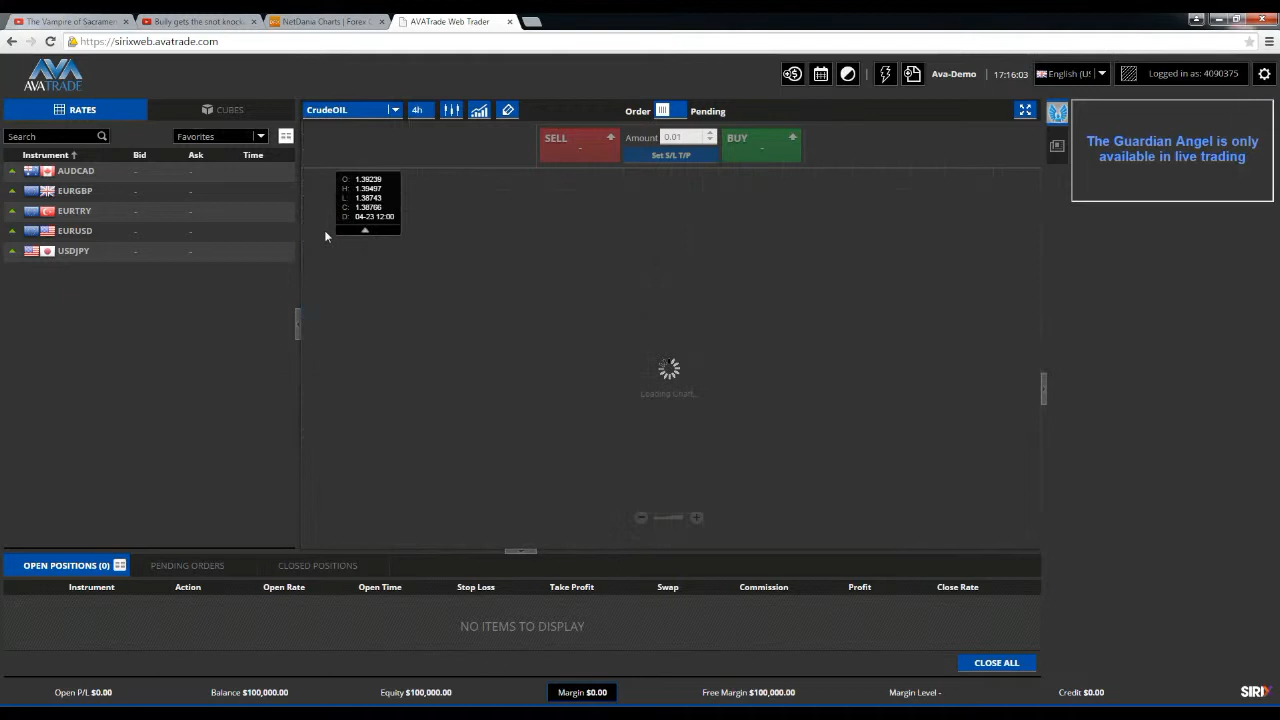 The Vampire of Sacramen
Bully gets the snot knock
NetDania Charts | Forex C
AVATrade Web Trader
https://sirixweb.avatrade.com
AVA
AVATRADE
Ava-Demo
17:16:03
English (US
Logged in as: 4090375
RATES
CUBES
CrudeOIL
4h
Order
Pending
Search
Favorites
SELL
-
Amount
0.01
Set S/L T/P
BUY
-
The Guardian Angel is only
available in live trading
Instrument
Bid
Ask
Time
AUDCAD - -
EURGBP - -
EURTRY - -
EURUSD - -
USDJPY - -
O: 1.39239
H: 1.39497
L: 1.38743
C: 1.38766
D: 04-23 12:00
Loading Chart...
OPEN POSITIONS (0)
PENDING ORDERS
CLOSED POSITIONS
Instrument
Action
Open Rate
Open Time
Stop Loss
Take Profit
Swap
Commission
Profit
Close Rate
NO ITEMS TO DISPLAY
CLOSE ALL
Open P/L $0.00
Balance $100,000.00
Equity $100,000.00
Margin $0.00
Free Margin $100,000.00
Margin Level -
Credit $0.00
SIRIX